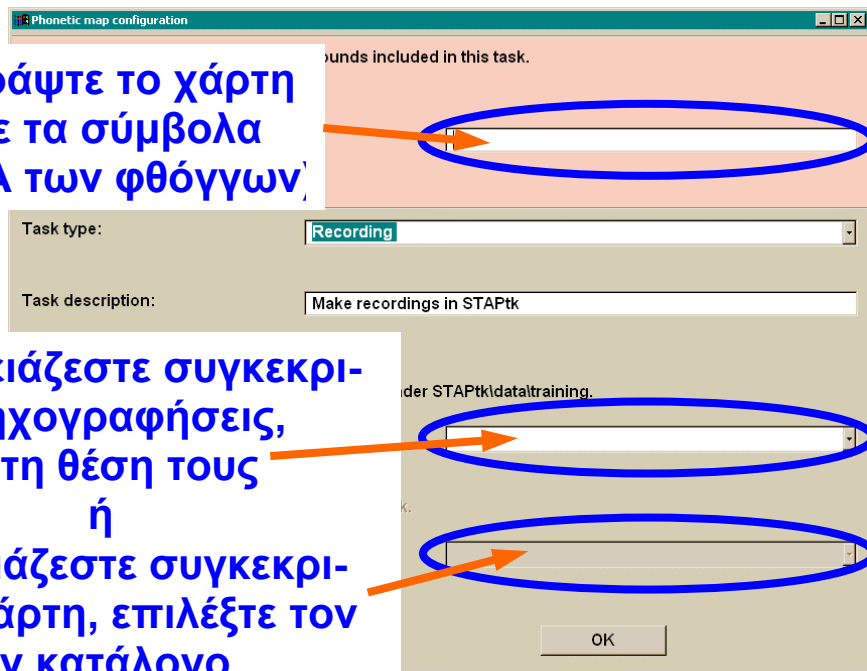 Phonetic map configuration
ounds included in this task.
άψτε το χάρτη
ε τα σύμβολα
Α των φθόγγων)
Task type:
Recording
Task description:
Make recordings in STAPtk
ιάζεστε συγκεκρι-
ηχογραφήσεις,
τη θέση τους
ή
ιάζεστε συγκεκρι-
άρτη, επιλέξτε τον
ν κατάλογο
nder STAPtk\data\training.
k.
OK